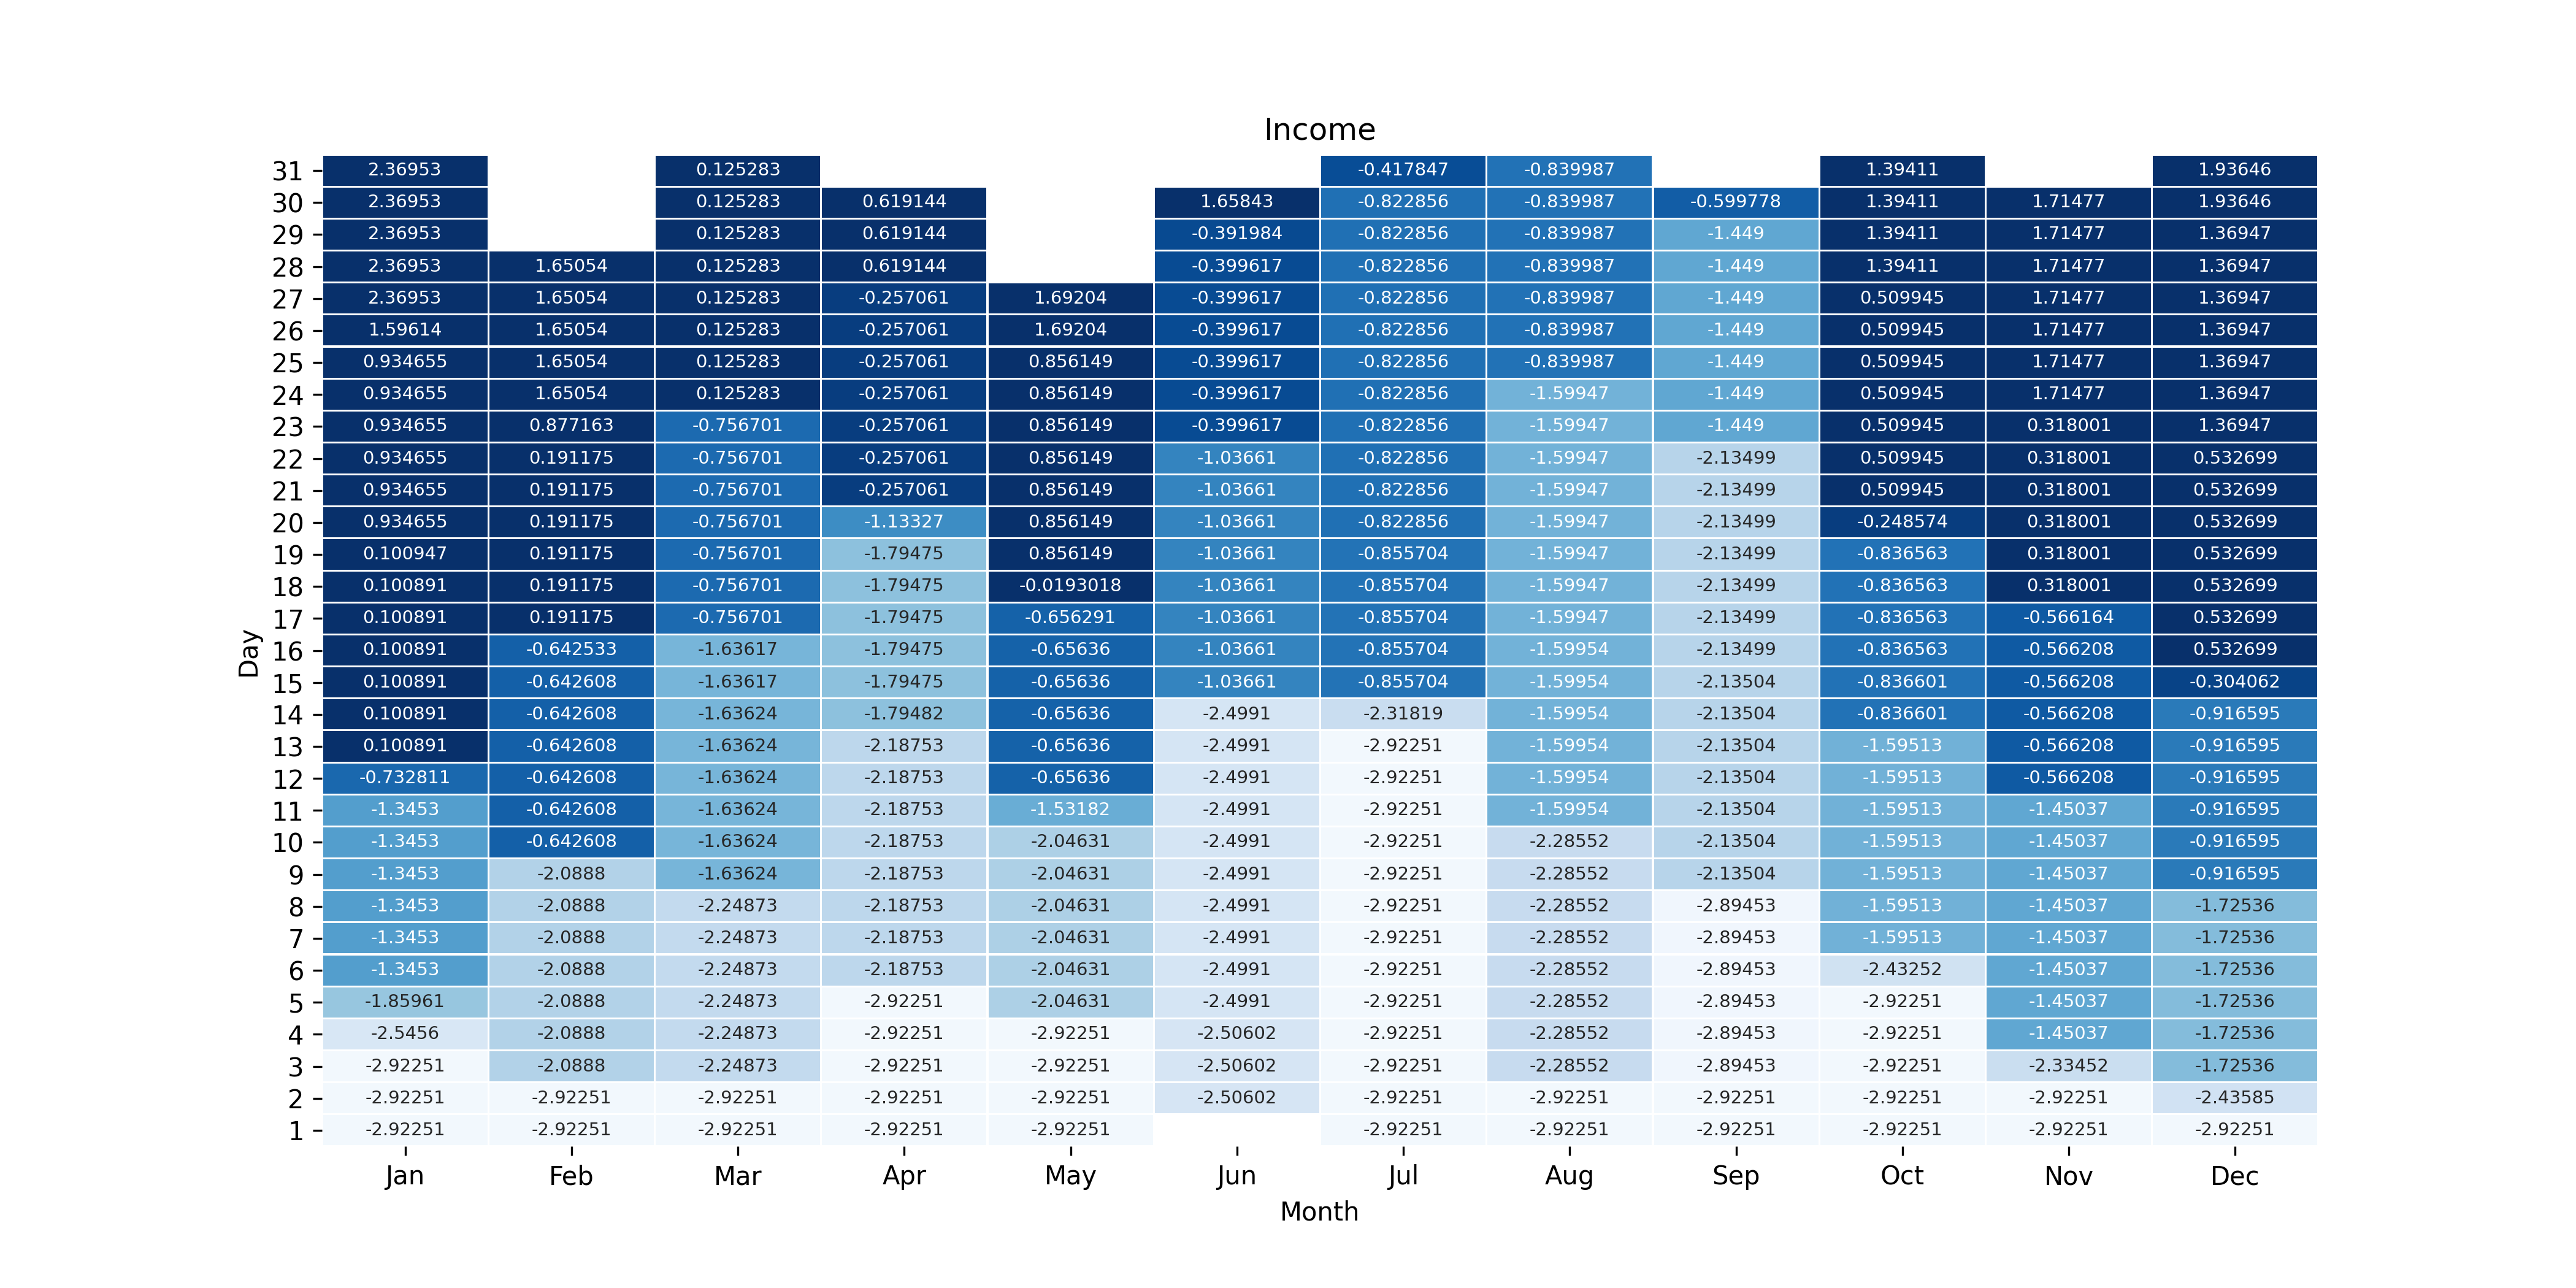 Income
31 2.36953 0.125283 -0.417847 -0.839987 1.39411 1.93646
30 2.36953 0.125283 0.619144 1.65843 -0.822856 -0.839987 -0.599778 1.39411 1.71477 1.93646
29 2.36953 0.125283 0.619144 -0.391984 -0.822856 -0.839987 -1.449 1.39411 1.71477 1.36947
28 2.36953 1.65054 0.125283 0.619144 -0.399617 -0.822856 -0.839987 -1.449 1.39411 1.71477 1.36947
27 2.36953 1.65054 0.125283 -0.257061 1.69204 -0.399617 -0.822856 -0.839987 -1.449 0.509945 1.71477 1.36947
26 1.59614 1.65054 0.125283 -0.257061 1.69204 -0.399617 -0.822856 -0.839987 -1.449 0.509945 1.71477 1.36947
25 0.934655 1.65054 0.125283 -0.257061 0.856149 -0.399617 -0.822856 -0.839987 -1.449 0.509945 1.71477 1.36947
24 0.934655 1.65054 0.125283 -0.257061 0.856149 -0.399617 -0.822856 -1.59947 -1.449 0.509945 1.71477 1.36947
23 0.934655 0.877163 -0.756701 -0.257061 0.856149 -0.399617 -0.822856 -1.59947 -1.449 0.509945 0.318001 1.36947
22 0.934655 0.191175 -0.756701 -0.257061 0.856149 -1.03661 -0.822856 -1.59947 -2.13499 0.509945 0.318001 0.532699
21 0.934655 0.191175 -0.756701 -0.257061 0.856149 -1.03661 -0.822856 -1.59947 -2.13499 0.509945 0.318001 0.532699
20 0.934655 0.191175 -0.756701 -1.13327 0.856149 -1.03661 -0.822856 -1.59947 -2.13499 -0.248574 0.318001 0.532699
19 0.100947 0.191175 -0.756701 -1.79475 0.856149 -1.03661 -0.855704 -1.59947 -2.13499 -0.836563 0.318001 0.532699
18 0.100891 0.191175 -0.756701 -1.79475 -0.0193018 -1.03661 -0.855704 -1.59947 -2.13499 -0.836563 0.318001 0.532699
17 0.100891 0.191175 -0.756701 -1.79475 -0.656291 -1.03661 -0.855704 -1.59947 -2.13499 -0.836563 -0.566164 0.532699
16 0.100891 -0.642533 -1.63617 -1.79475 -0.65636 -1.03661 -0.855704 -1.59954 -2.13499 -0.836563 -0.566208 0.532699
15 0.100891 -0.642608 -1.63617 -1.79475 -0.65636 -1.03661 -0.855704 -1.59954 -2.13504 -0.836601 -0.566208 -0.304062
14 0.100891 -0.642608 -1.63624 -1.79482 -0.65636 -2.4991 -2.31819 -1.59954 -2.13504 -0.836601 -0.566208 -0.916595
13 0.100891 -0.642608 -1.63624 -2.18753 -0.65636 -2.4991 -2.92251 -1.59954 -2.13504 -1.59513 -0.566208 -0.916595
12 -0.732811 -0.642608 -1.63624 -2.18753 -0.65636 -2.4991 -2.92251 -1.59954 -2.13504 -1.59513 -0.566208 -0.916595
11 -1.3453 -0.642608 -1.63624 -2.18753 -1.53182 -2.4991 -2.92251 -1.59954 -2.13504 -1.59513 -1.45037 -0.916595
10 -1.3453 -0.642608 -1.63624 -2.18753 -2.04631 -2.4991 -2.92251 -2.28552 -2.13504 -1.59513 -1.45037 -0.916595
9 -1.3453 -2.0888 -1.63624 -2.18753 -2.04631 -2.4991 -2.92251 -2.28552 -2.13504 -1.59513 -1.45037 -0.916595
8 -1.3453 -2.0888 -2.24873 -2.18753 -2.04631 -2.4991 -2.92251 -2.28552 -2.89453 -1.59513 -1.45037 -1.72536
7 -1.3453 -2.0888 -2.24873 -2.18753 -2.04631 -2.4991 -2.92251 -2.28552 -2.89453 -1.59513 -1.45037 -1.72536
6 -1.3453 -2.0888 -2.24873 -2.18753 -2.04631 -2.4991 -2.92251 -2.28552 -2.89453 -2.43252 -1.45037 -1.72536
5 -1.85961 -2.0888 -2.24873 -2.92251 -2.04631 -2.4991 -2.92251 -2.28552 -2.89453 -2.92251 -1.45037 -1.72536
4 -2.5456 -2.0888 -2.24873 -2.92251 -2.92251 -2.50602 -2.92251 -2.28552 -2.89453 -2.92251 -1.45037 -1.72536
3 -2.92251 -2.0888 -2.24873 -2.92251 -2.92251 -2.50602 -2.92251 -2.28552 -2.89453 -2.92251 -2.33452 -1.72536
2 -2.92251 -2.92251 -2.92251 -2.92251 -2.92251 -2.50602 -2.92251 -2.92251 -2.92251 -2.92251 -2.92251 -2.43585
1 -2.92251 -2.92251 -2.92251 -2.92251 -2.92251 -2.92251 -2.92251 -2.92251 -2.92251 -2.92251 -2.92251
Day
Jan Feb Mar Apr May Jun Jul Aug Sep Oct Nov Dec
Month